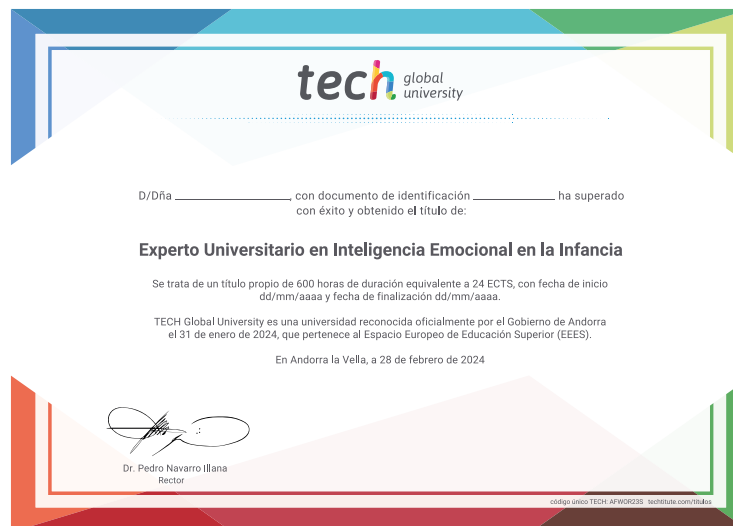 tech global
university
D/Dña ____________, con documento de identificación ____________ ha superado
con éxito y obtenido el título de:
Experto Universitario en Inteligencia Emocional en la Infancia
Se trata de un título propio de 600 horas de duración equivalente a 24 ECTS, con fecha de inicio
dd/mm/aaaa y fecha de finalización dd/mm/aaaa.
TECH Global University es una universidad reconocida oficialmente por el Gobierno de Andorra
el 31 de enero de 2024, que pertenece al Espacio Europeo de Educación Superior (EEES).
En Andorra la Vella, a 28 de febrero de 2024
Dr. Pedro Navarro Illana
Rector
código único TECH: AFWOR23S techtitute.com/titulos